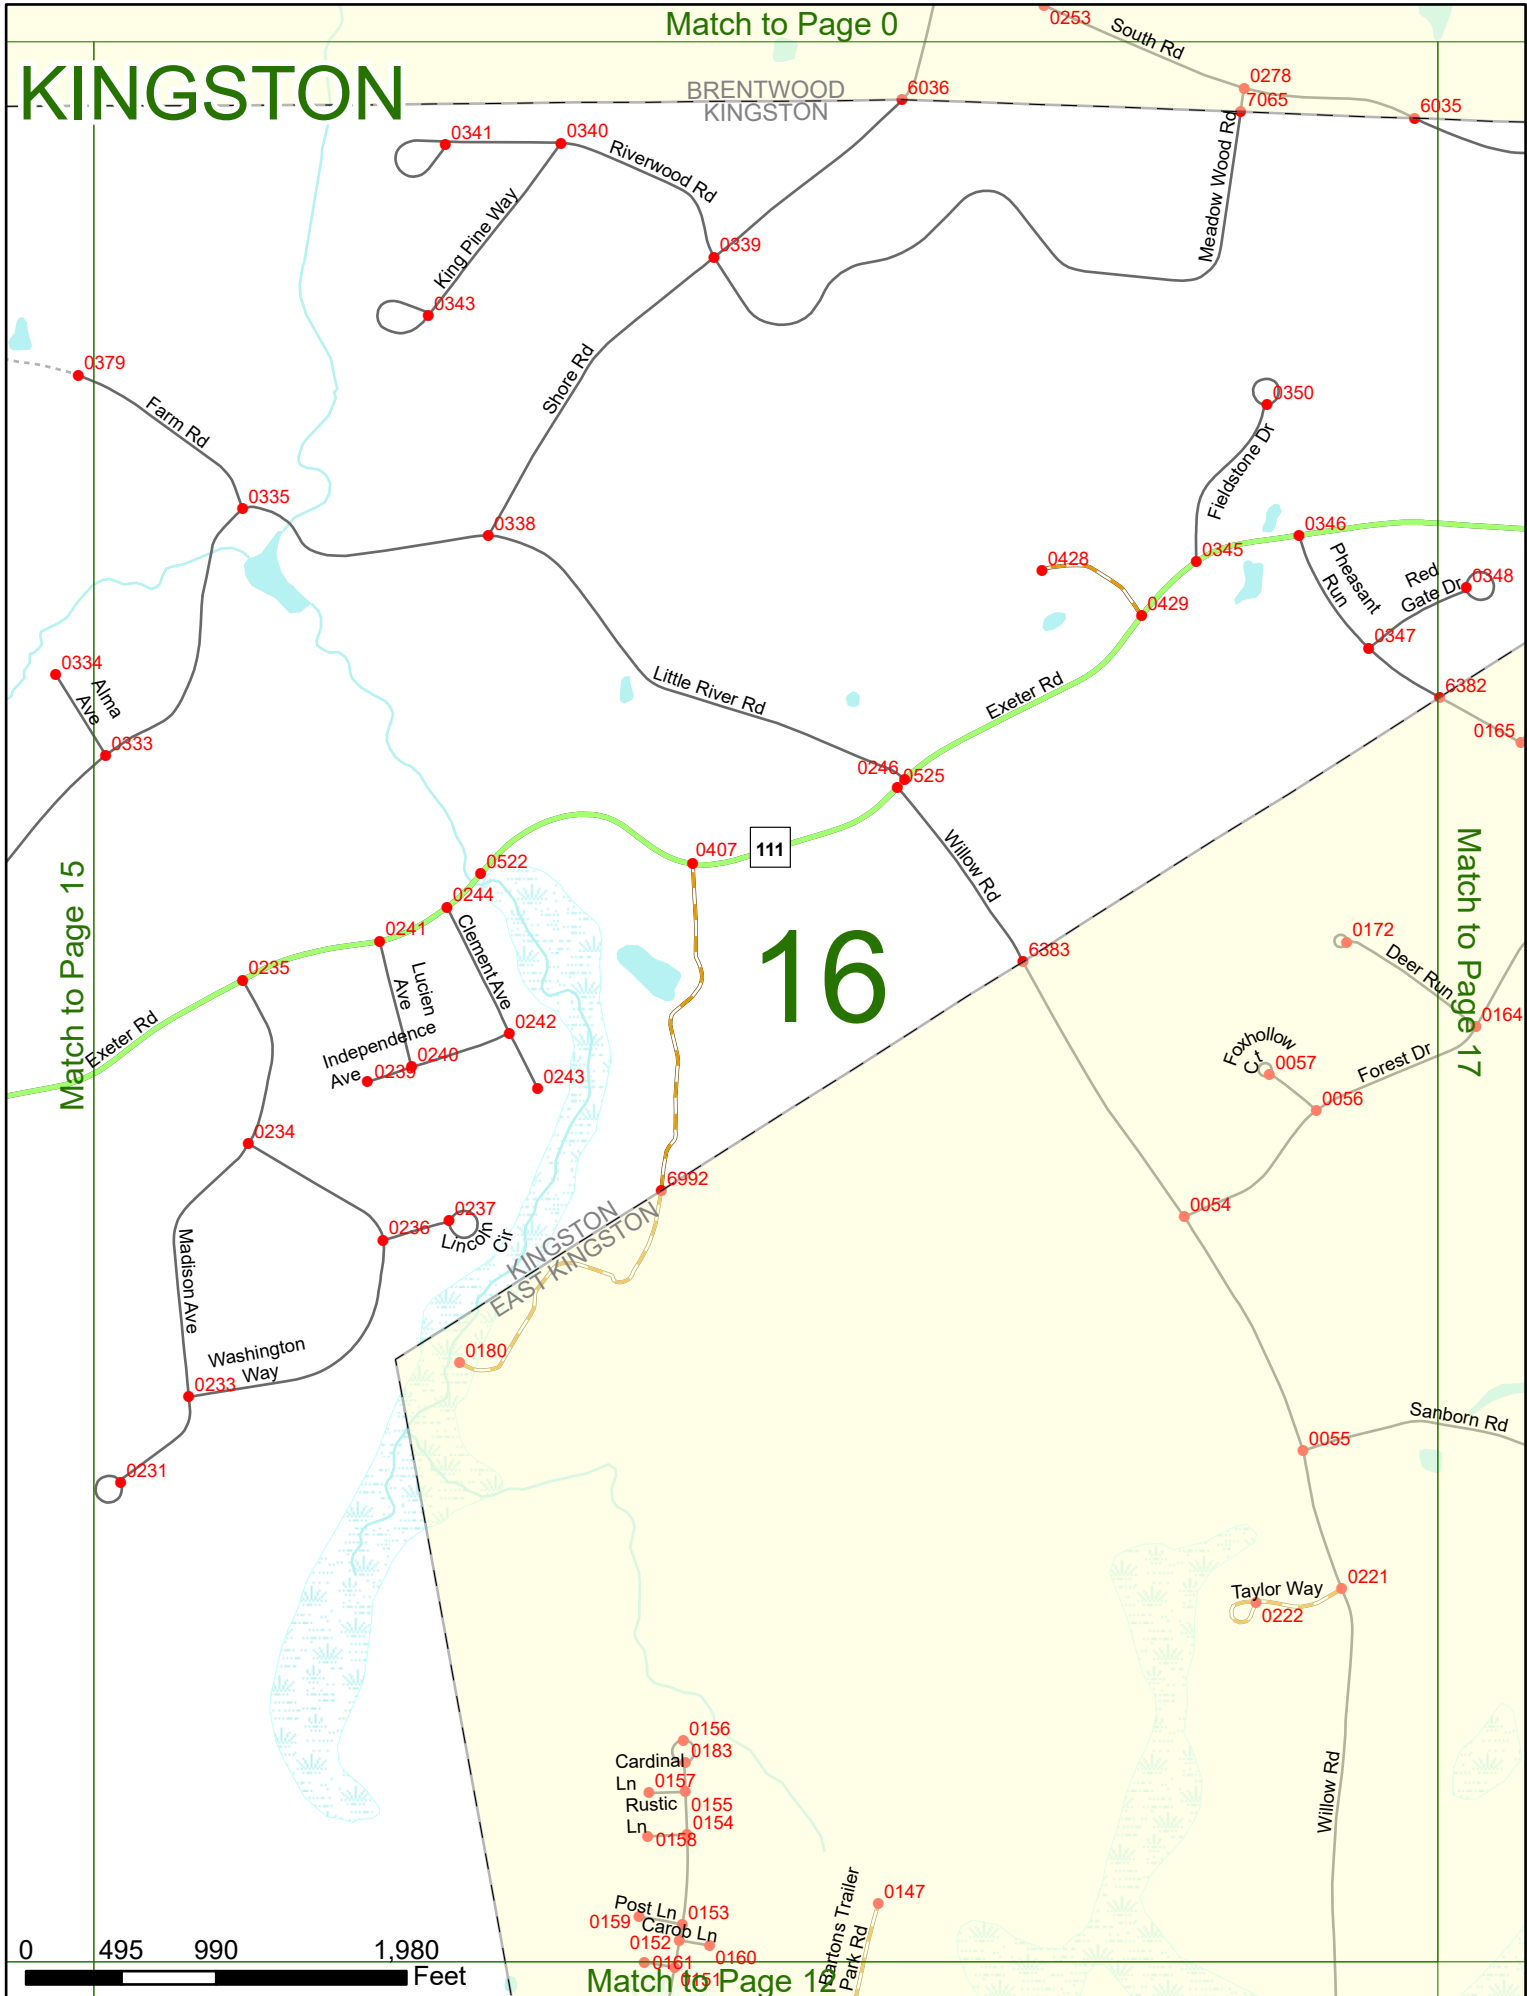 Match to Page 0
0253
South Rd
KINGSTON
0278
BRENTWOOD
KINGSTON
6036
7065
6035
0341
0340
Riverwood Rd
Meadow Wood Rd
King Pine Way
0339
0343
0379
Shore Rd
Farm Rd
0350
Fieldstone Dr
0335
0338
0346
0345
0428
Pheasant
Run
Red
Gate Dr
0348
0429
0347
0334
Alma
Ave
Little River Rd
Exeter Rd
6382
0165
0333
0246
0525
Willow Rd
Match to Page 15
0522
0407
111
Match to Page 17
0244
0241
Clement Ave
16
0172
Deer Run
0235
Lucien
Ave
6383
Exeter Rd
0242
0164
Independence
Ave
0240
0239
0243
Foxhollow
Ct
0057
Forest Dr
0056
0234
6992
0237
0236
Lincoln
Cir
KINGSTON
EAST KINGSTON
0054
Madison Ave
Washington
Way
0180
0233
Sanborn Rd
0055
0231
Taylor Way
0221
0222
0156
0183
Cardinal
Ln
0157
Rustic
Ln
0155
0154
0158
Willow Rd
Bartons Trailer
Park Rd
0147
Post Ln
0153
0159
Carob Ln
0152
0160
0161
0151
0
495
990
1,980
Feet
Match to Page 12